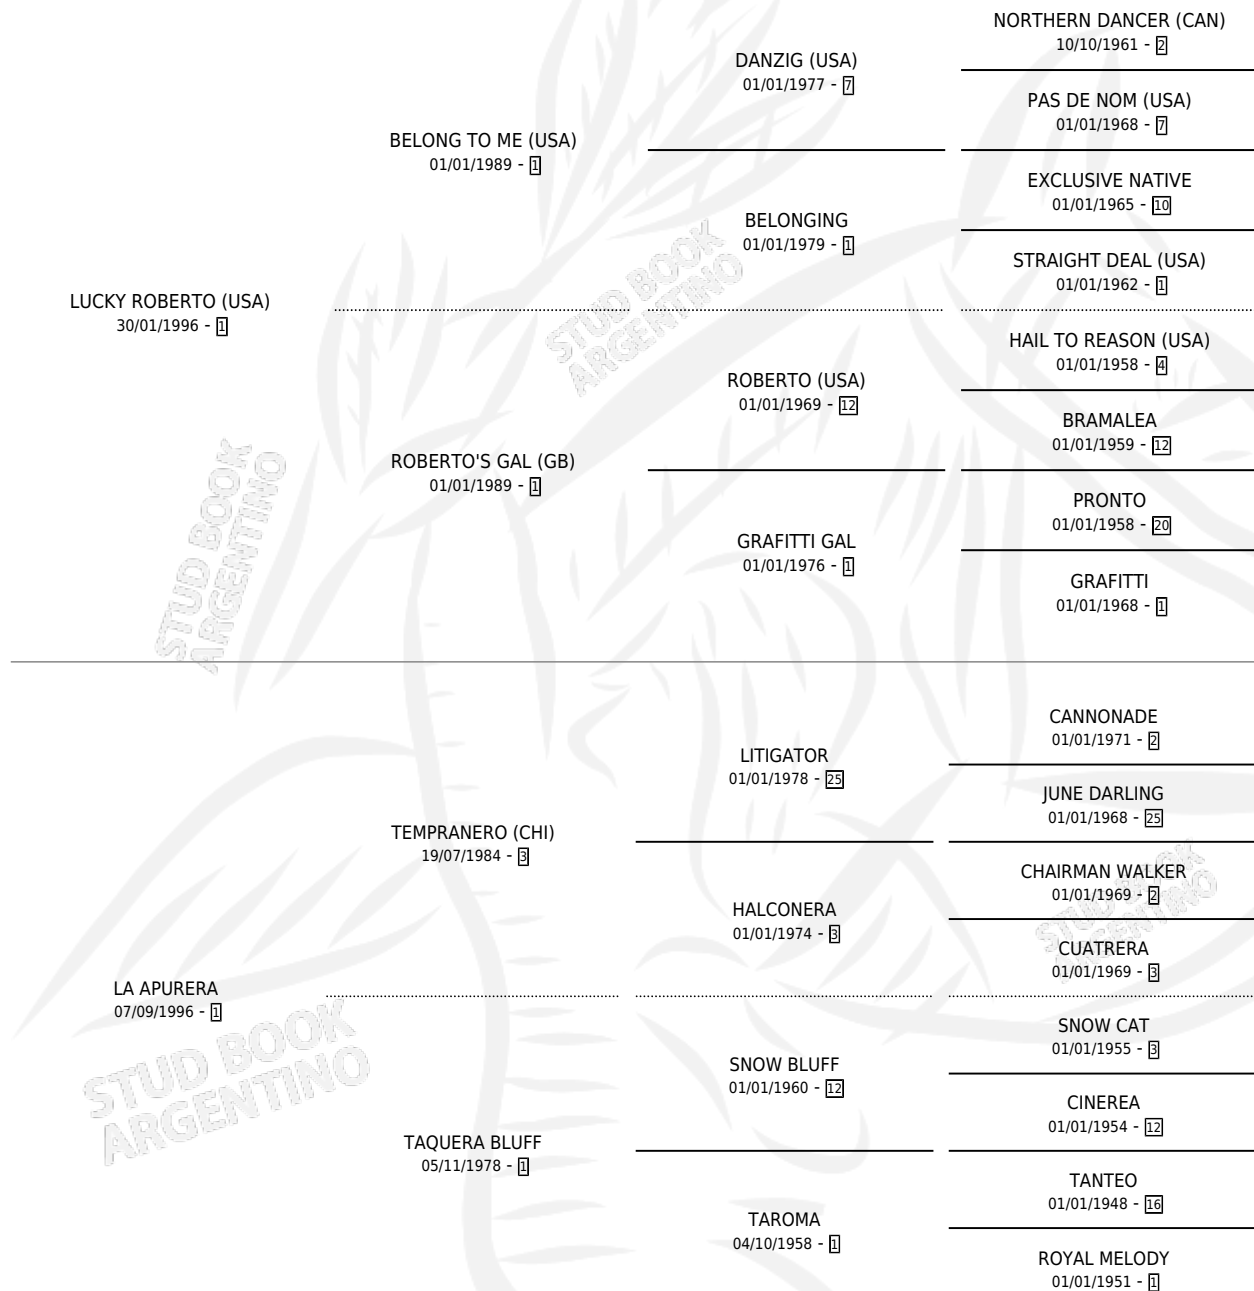 NORTHERN DANCER (CAN)
10/10/1961 - 2
DANZIG (USA)
01/01/1977 - 7
PAS DE NOM (USA)
01/01/1968 - 7
BELONG TO ME (USA)
01/01/1989 - 1
EXCLUSIVE NATIVE
01/01/1965 - 10
BELONGING
01/01/1979 - 1
STRAIGHT DEAL (USA)
01/01/1962 - 1
LUCKY ROBERTO (USA)
30/01/1996 - 1
STUD BOOK
ARGENTINO
HAIL TO REASON (USA)
01/01/1958 - 4
ROBERTO (USA)
01/01/1969 - 12
BRAMALEA
01/01/1959 - 12
ROBERTO'S GAL (GB)
01/01/1989 - 1
PRONTO
01/01/1958 - 20
GRAFITTI GAL
01/01/1976 - 1
GRAFITTI
01/01/1968 - 1
STUD BOOK
ARGENTINO
CANNONADE
01/01/1971 - 2
LITIGATOR
01/01/1978 - 25
JUNE DARLING
01/01/1968 - 25
TEMPRANERO (CHI)
19/07/1984 - 3
CHAIRMAN WALKER
01/01/1969 - 2
HALCONERA
01/01/1974 - 3
STUD BOOK
ARGENTINO
CUATRERA
01/01/1969 - 3
LA APURERA
07/09/1996 - 1
STUD BOOK
ARGENTINO
SNOW CAT
01/01/1955 - 3
SNOW BLUFF
01/01/1960 - 12
CINEREA
01/01/1954 - 12
TAQUERA BLUFF
05/11/1978 - 1
TANTEO
01/01/1948 - 16
TAROMA
04/10/1958 - 1
ROYAL MELODY
01/01/1951 - 1